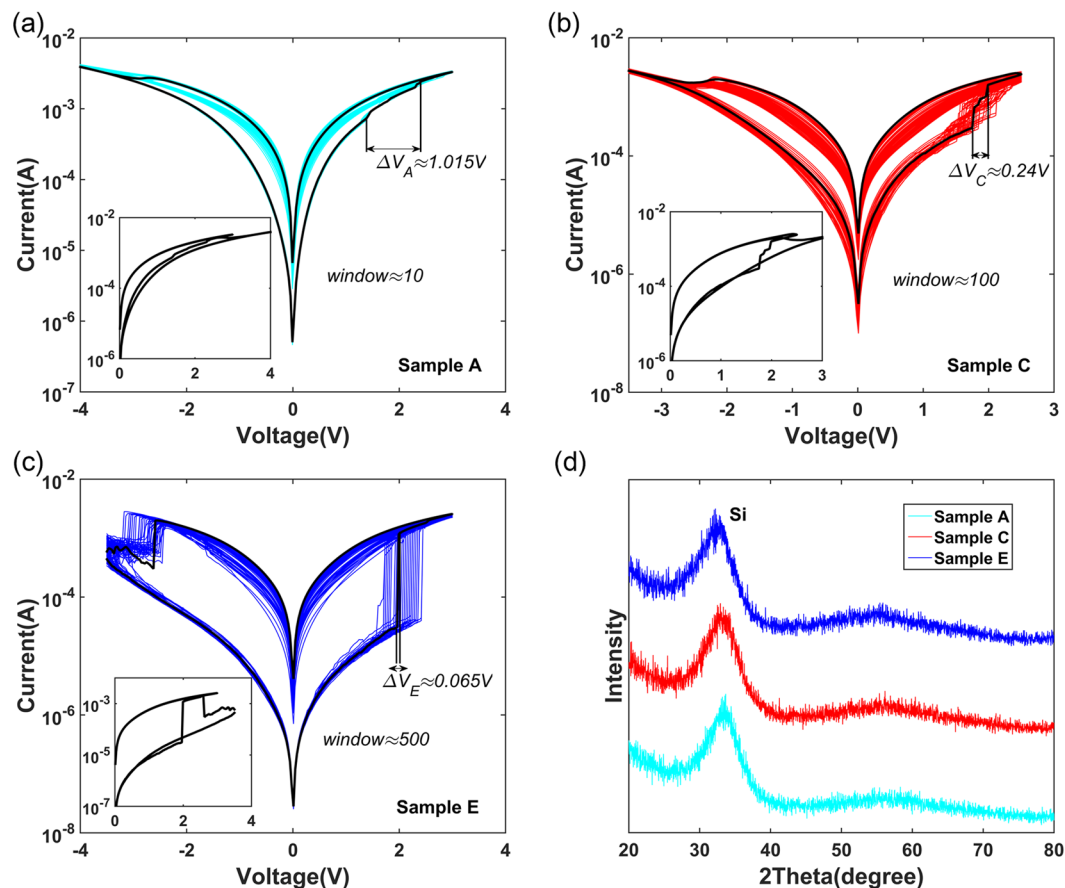 (a)
10^-2
10^-3
10^-4
10^-5
10^-6
10^-7
Current(A)
ΔV_A≈1.015V
window≈10
Sample A
10^-2
10^-4
10^-6
0
2
4
-4
-2
0
2
4
Voltage(V)
(b)
10^-2
10^-4
10^-6
10^-8
Current(A)
ΔV_C≈0.24V
window≈100
Sample C
10^-2
10^-4
10^-6
0
1
2
3
-3
-2
-1
0
1
2
3
Voltage(V)
(c)
10^-2
10^-4
10^-6
10^-8
Current(A)
ΔV_E≈0.065V
window≈500
Sample E
10^-3
10^-5
10^-7
0
2
4
-4
-2
0
2
4
Voltage(V)
(d)
Si
Sample A
Sample C
Sample E
Intensity
20
30
40
50
60
70
80
2Theta(degree)